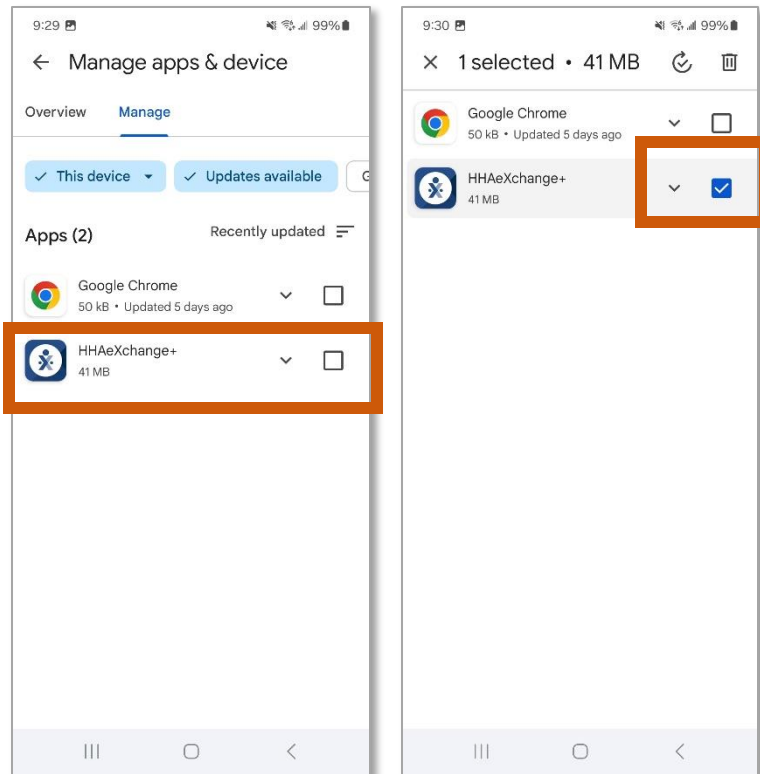 9:29 99%
Manage apps & device
Overview Manage
This device Updates available G
Apps (2) Recently updated
Google Chrome
50 kB • Updated 5 days ago
HHAeXchange+
41 MB
9:30 99%
1 selected • 41 MB
Google Chrome
50 kB • Updated 5 days ago
HHAeXchange+
41 MB